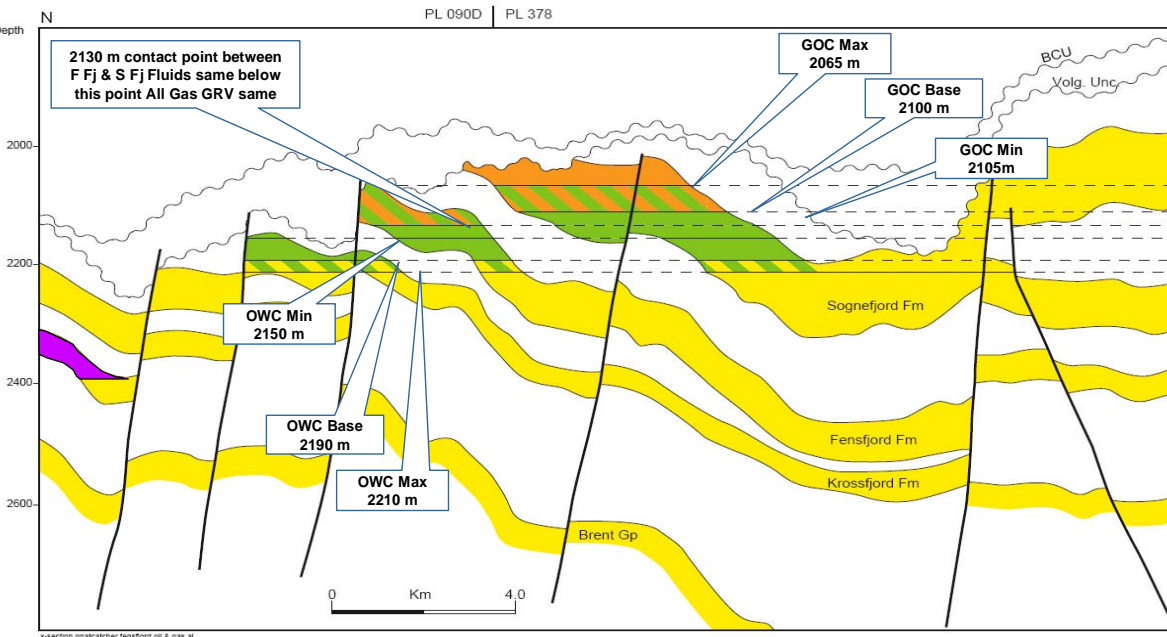 N
PL 090D
PL 378
Depth
2130 m contact point between
F Fj & S Fj Fluids same below
this point All Gas GRV same
GOC Max
2065 m
BCU
Volg. Unc.
GOC Base
2100 m
GOC Min
2105m
2000
2200
2400
2600
OWC Min
2150 m
Sognefjord Fm
OWC Base
2190 m
OWC Max
2210 m
Fensfjord Fm
Krossfjord Fm
Brent Gp
0 Km 4.0